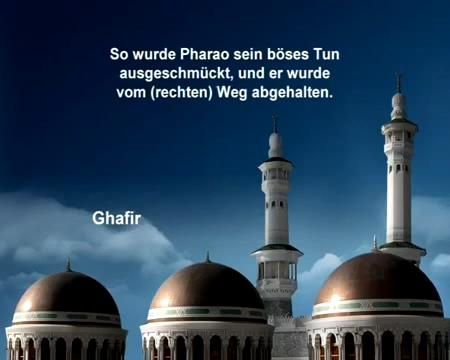 So wurde Pharao sein böses Tun
ausgeschmückt, und er wurde
vom (rechten) Weg abgehalten.
Ghafir